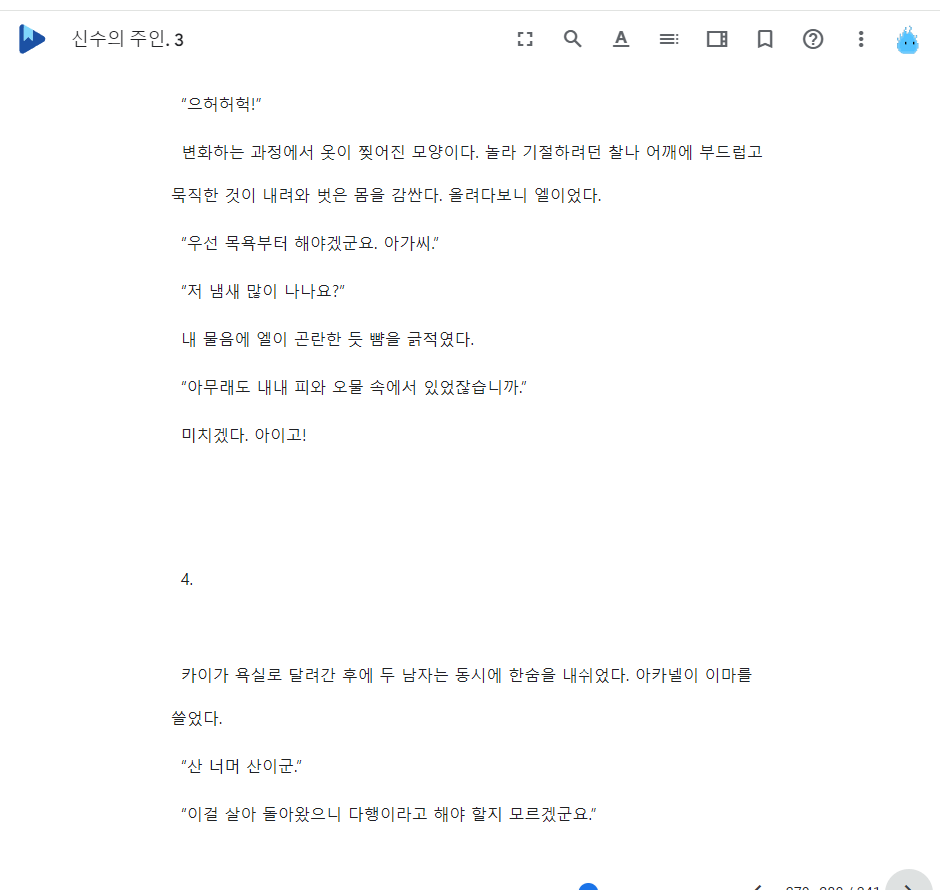 신수의 주인. 3
"으허허헉!"
변화하는 과정에서 옷이 찢어진 모양이다. 놀라 기절하려던 찰나 어깨에 부드럽고
묵직한 것이 내려와 벗은 몸을 감싼다. 올려다보니 엘이었다.
"우선 목욕부터 해야겠군요. 아가씨."
"저 냄새 많이 나나요?"
내 물음에 엘이 곤란한 듯 뺨을 긁적였다.
"아무래도 내내 피와 오물 속에서 있었잖습니까."
미치겠다. 아이고!
4.
카이가 욕실로 달려간 후에 두 남자는 동시에 한숨을 내쉬었다. 아카넬이 이마를
쓸었다.
"산 너머 산이군."
"이걸 살아 돌아왔으니 다행이라고 해야 할지 모르겠군요."